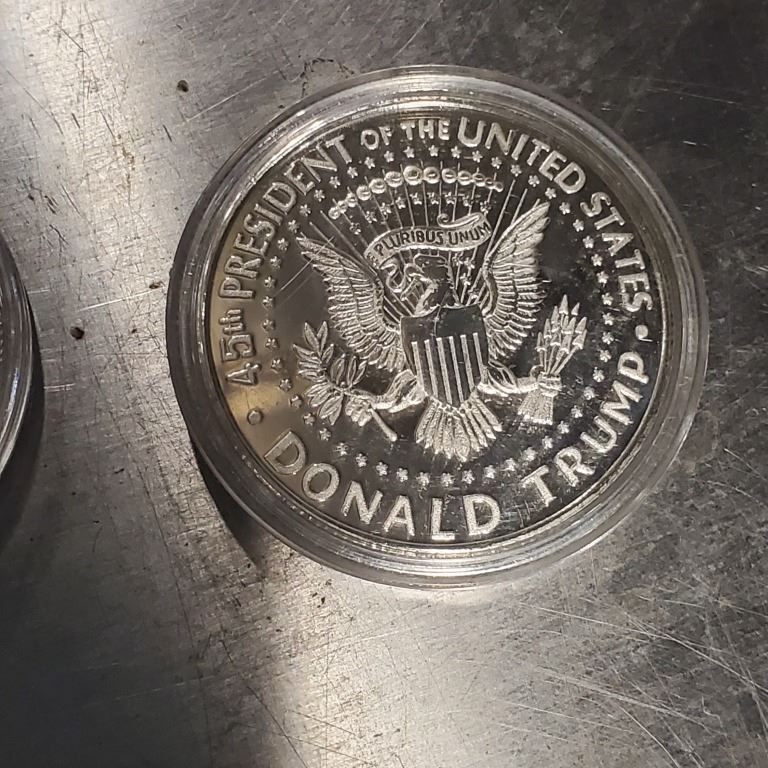 45th PRESIDENT OF THE UNITED STATES
PLURIBUS UNUM
DONALD TRUMP